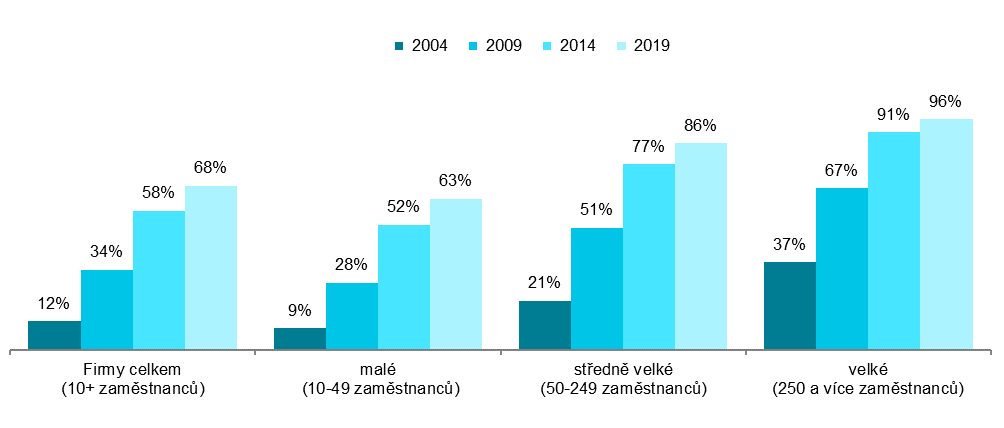 2004 2009 2014 2019
12% 34% 58% 68%
9% 28% 52% 63%
21% 51% 77% 86%
37% 67% 91% 96%
Firmy celkem
(10+ zaměstnanců)
malé
(10-49 zaměstnanců)
středně velké
(50-249 zaměstnanců)
velké
(250 a více zaměstnanců)